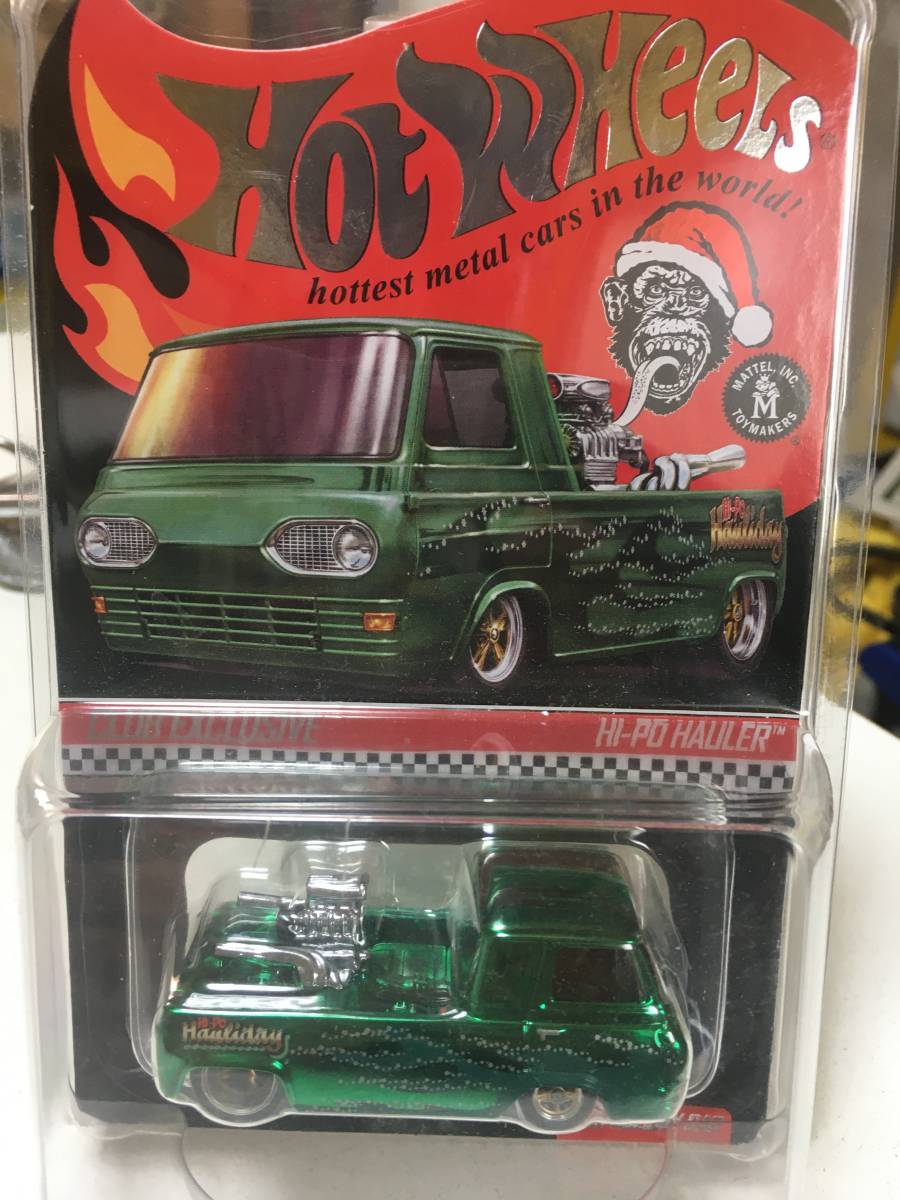 Hot Wheels®
hottest metal cars in the world!
MATTEL, INC.
M
TOYMAKERS
®
Hi-Po
Hauliday
CLUB EXCLUSIVE
HI-PO HAULER™
Hi-Po
Hauliday